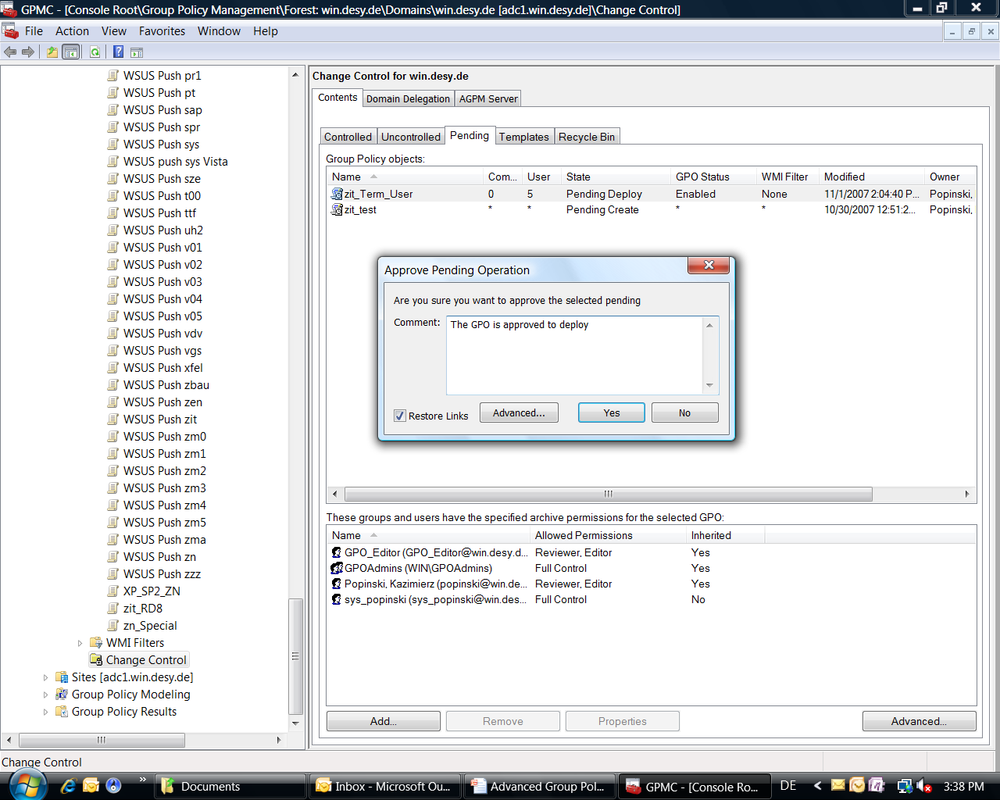 GPMC - [Console Root\Group Policy Management\Forest: win.desy.de\Domains\win.desy.de [adc1.win.desy.de]\Change Control]
File Action View Favorites Window Help
WSUS Push pr1
WSUS Push pt
WSUS Push sap
WSUS Push spr
WSUS Push sys
WSUS push sys Vista
WSUS Push sze
WSUS Push t00
WSUS Push ttf
WSUS Push uh2
WSUS Push v01
WSUS Push v02
WSUS Push v03
WSUS Push v04
WSUS Push v05
WSUS Push vdv
WSUS Push vgs
WSUS Push xfel
WSUS Push zbau
WSUS Push zen
WSUS Push zit
WSUS Push zm0
WSUS Push zm1
WSUS Push zm2
WSUS Push zm3
WSUS Push zm4
WSUS Push zm5
WSUS Push zma
WSUS Push zn
WSUS Push zzz
XP_SP2_ZN
zit_RD8
zn_Special
WMI Filters
Change Control
Sites [adc1.win.desy.de]
Group Policy Modeling
Group Policy Results
Change Control for win.desy.de
Contents Domain Delegation AGPM Server
Controlled Uncontrolled Pending Templates Recycle Bin
Group Policy objects:
Name Com... User State GPO Status WMI Filter Modified Owner
zit_Term_User 0 5 Pending Deploy Enabled None 11/1/2007 2:04:40 P... Popinski,
zit_test * * Pending Create * * 10/30/2007 12:51:2... Popinski,
Approve Pending Operation
Are you sure you want to approve the selected pending
Comment: The GPO is approved to deploy
Restore Links Advanced... Yes No
These groups and users have the specified archive permissions for the selected GPO:
Name Allowed Permissions Inherited
GPO_Editor (GPO_Editor@win.desy.d... Reviewer, Editor Yes
GPOAdmins (WIN\GPOAdmins) Full Control Yes
Popinski, Kazimierz (popinski@win.de... Reviewer, Editor Yes
sys_popinski (sys_popinski@win.des... Full Control No
Add... Remove Properties Advanced...
Change Control
» Documents Inbox - Microsoft Ou... Advanced Group Pol... GPMC - [Console Ro... DE 3:38 PM